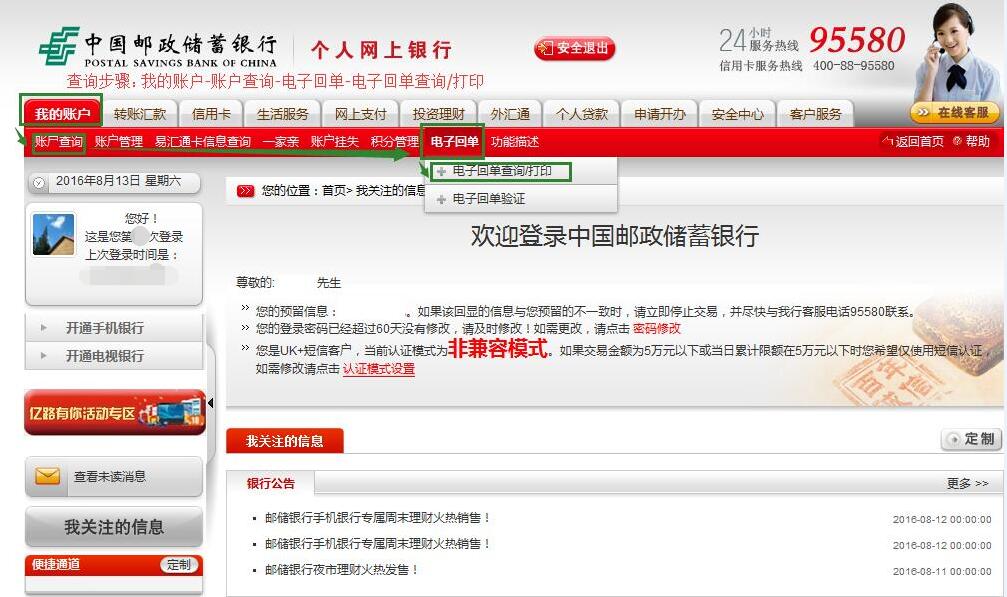 中国邮政储蓄银行
POSTAL SAVINGS BANK OF CHINA
个人网上银行
安全退出
24小时服务热线 95580
信用卡服务热线 400-88-95580
查询步骤：我的账户-账户查询-电子回单-电子回单查询/打印
我的账户 转账汇款 信用卡 生活服务 网上支付 投资理财 外汇通 个人贷款 申请开办 安全中心 客户服务
在线客服
账户查询 账户管理 易汇通卡信息查询 一家亲 账户挂失 积分管理 电子回单 功能描述 返回首页 帮助
电子回单查询/打印
电子回单验证
2016年8月13日 星期六
您的位置：首页> 我关注的信息
您好！
这是您第 次登录
上次登录时间是：
欢迎登录中国邮政储蓄银行
尊敬的: 先生
您的预留信息： 。如果该回显的信息与您预留的不一致时，请立即停止交易，并尽快与我行客服电话95580联系。
您的登录密码已经超过60天没有修改，请及时修改！如需更改，请点击 密码修改
您是UK+短信客户，当前认证模式为非兼容模式。如果交易金额为5万元以下或当日累计限额在5万元以下时您希望仅使用短信认证，
如需修改请点击 认证模式设置
开通手机银行
开通电视银行
亿路有你活动专区
查看未读消息
我关注的信息
便捷通道 定制
我关注的信息
定制
银行公告
更多 >>
邮储银行手机银行专属周末理财火热销售！ 2016-08-12 00:00:00
邮储银行手机银行专属周末理财火热销售！ 2016-08-12 00:00:00
邮储银行夜市理财火热发售！ 2016-08-11 00:00:00